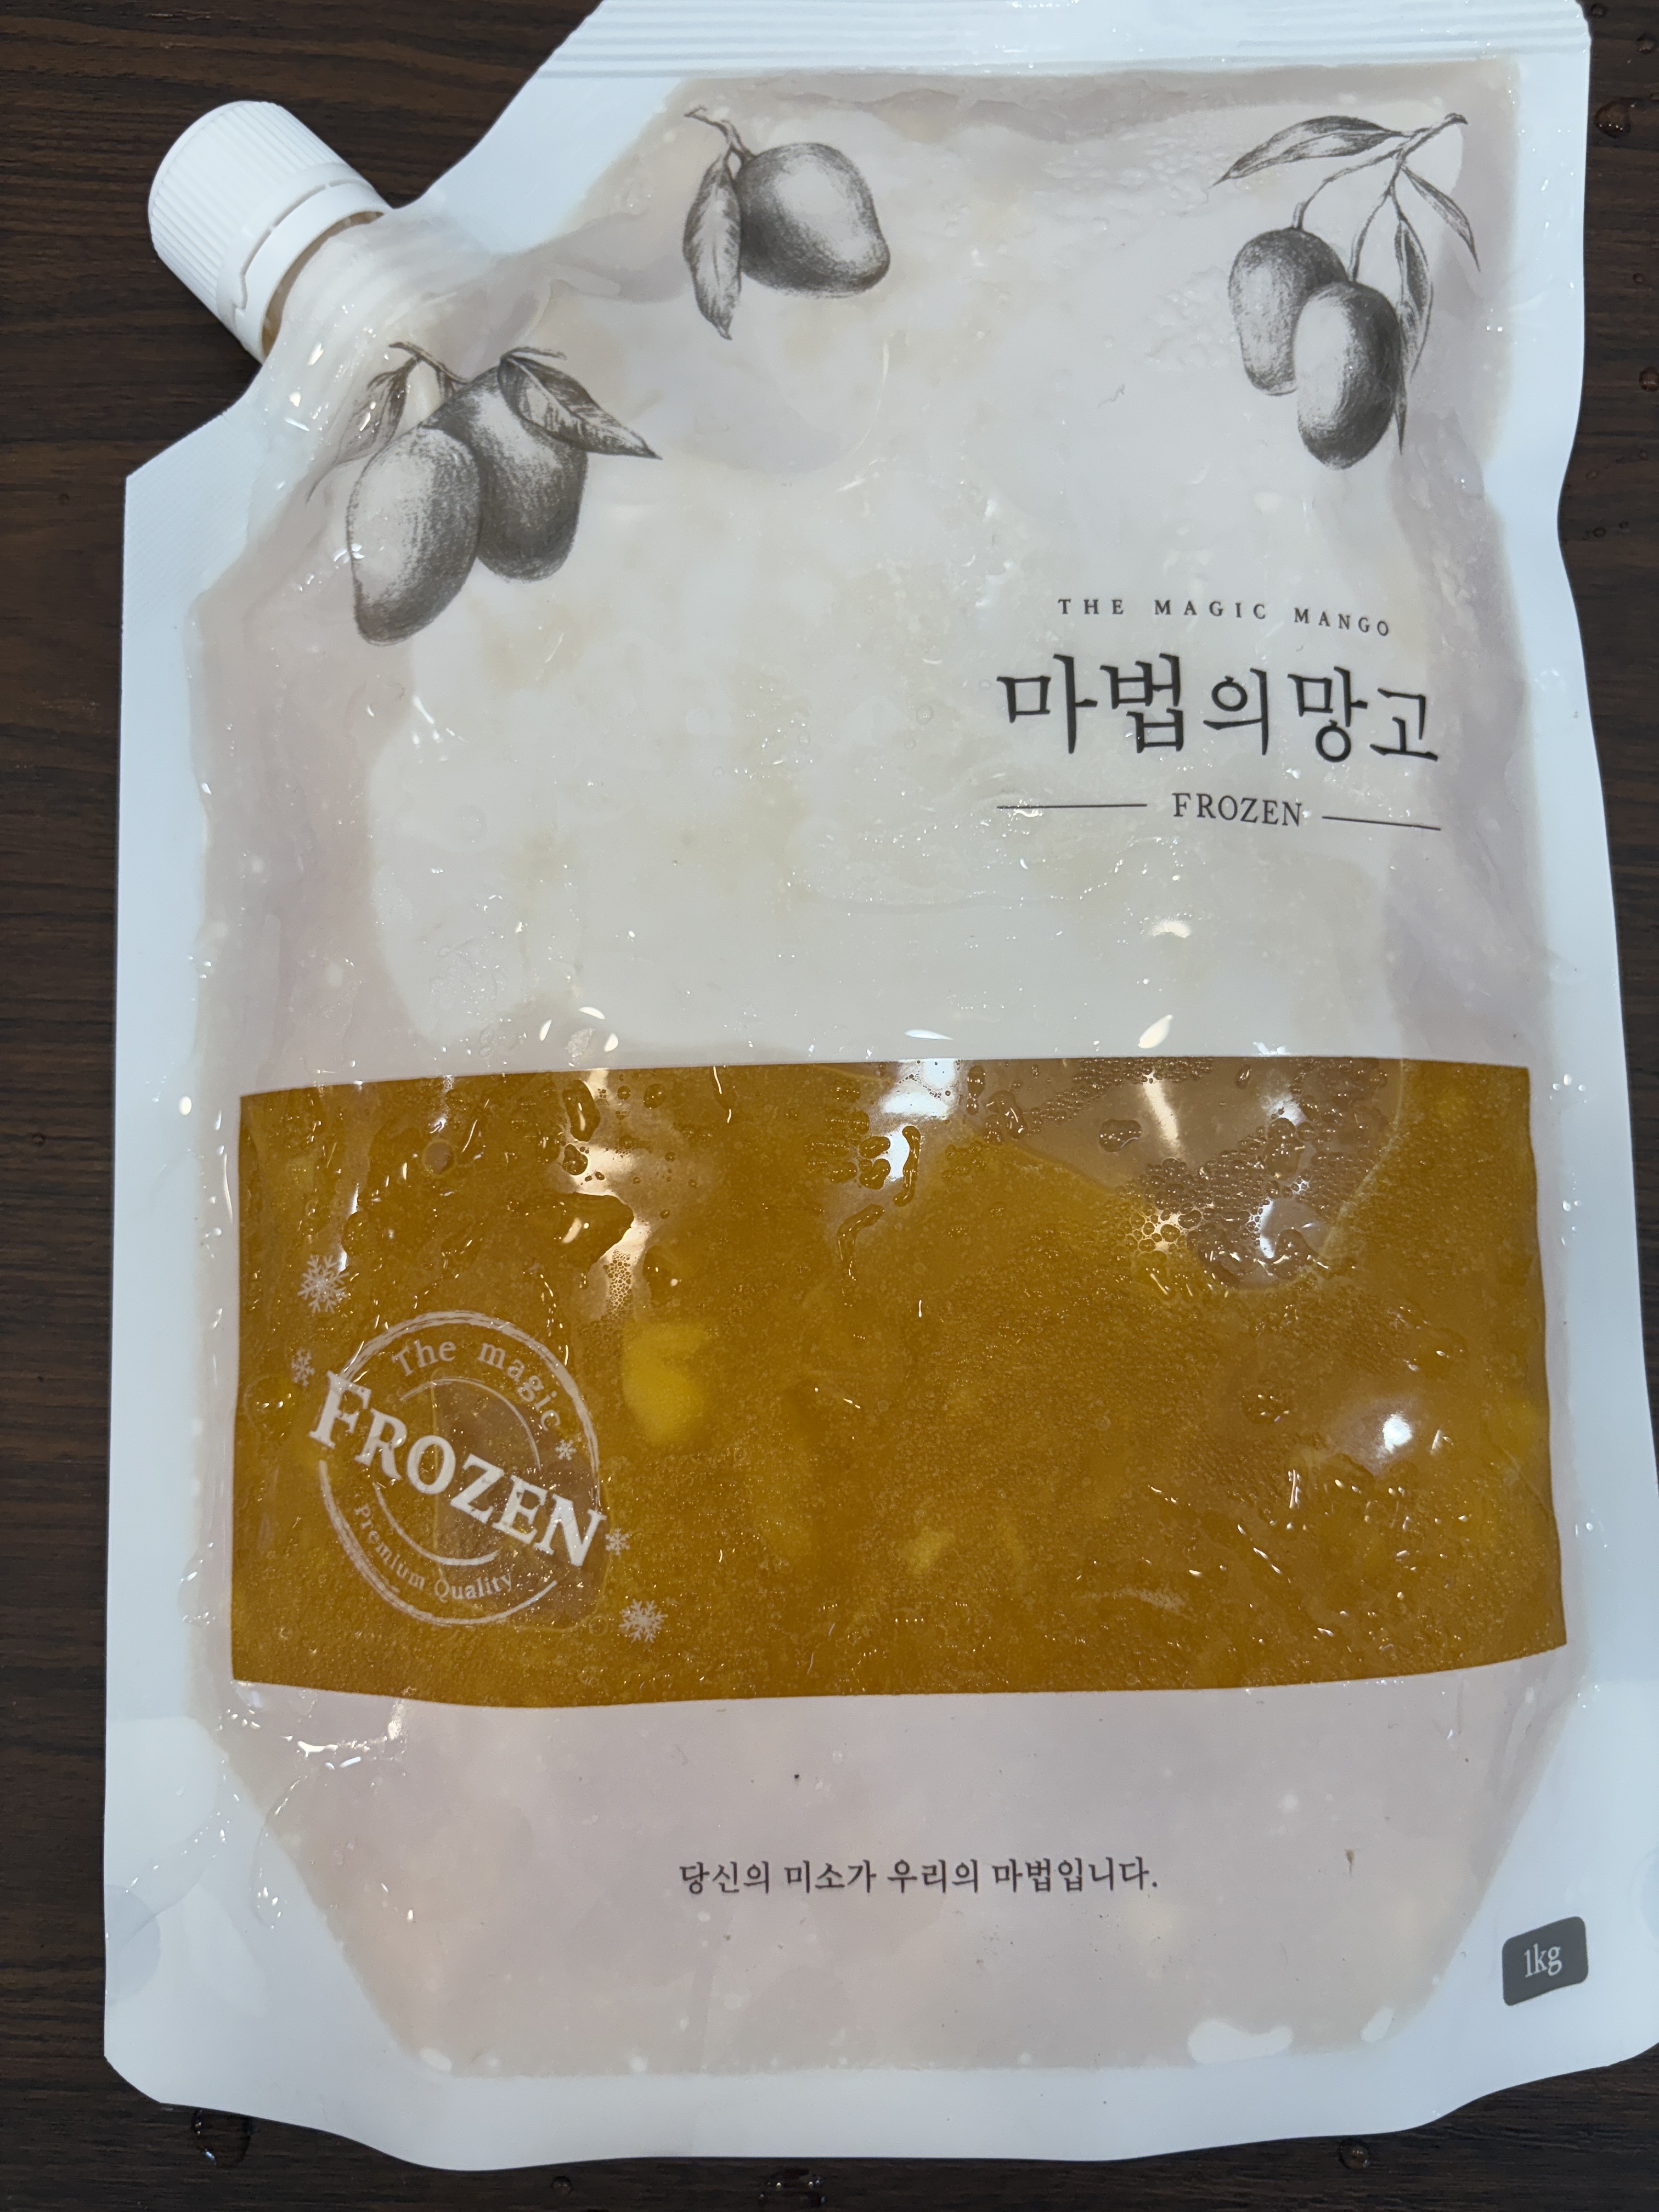 THE MAGIC MANGO
마법의망고
FROZEN
The magic
FROZEN
Premium Quality
당신의 미소가 우리의 마법입니다.
1kg